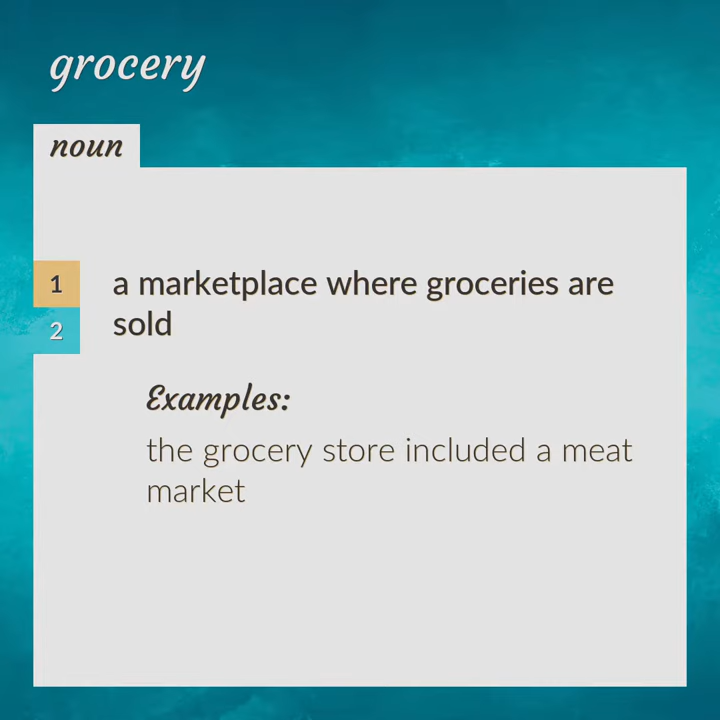 grocery
noun
1
a marketplace where groceries are
2
sold
Examples:
the grocery store included a meat
market